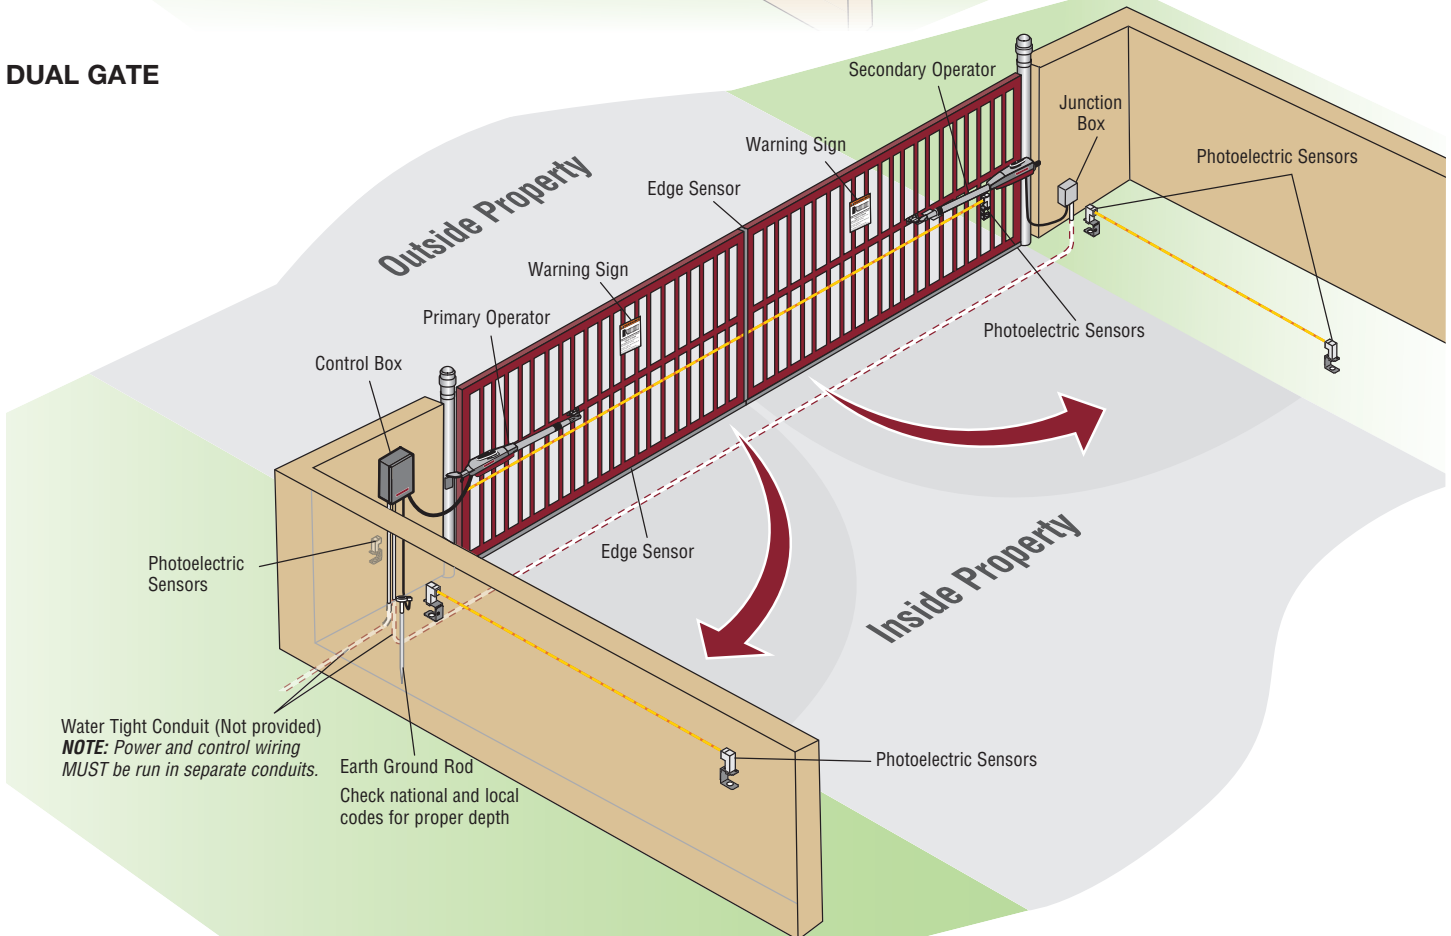 DUAL GATE
Secondary Operator
Junction
Box
Warning Sign
Photoelectric Sensors
Edge Sensor
Outside Property
Warning Sign
Primary Operator
Photoelectric Sensors
Control Box
Edge Sensor
Photoelectric
Sensors
Inside Property
Water Tight Conduit (Not provided)
NOTE: Power and control wiring
MUST be run in separate conduits.
Earth Ground Rod
Check national and local
codes for proper depth
Photoelectric Sensors